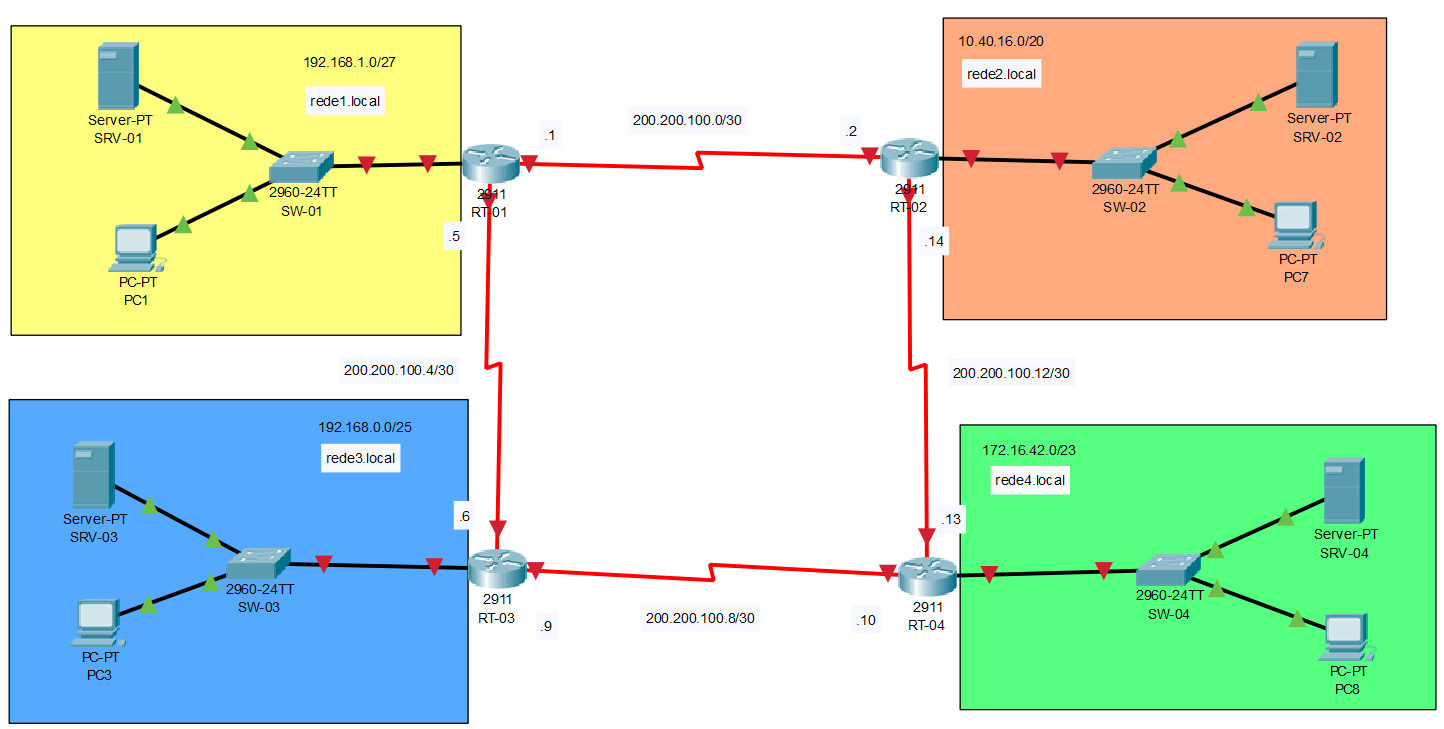 192.168.1.0/27
rede1.local
Server-PT
SRV-01
2960-24TT
SW-01
PC-PT
PC1
.1
200.200.100.0/30
.2
2911
RT-01
.5
2911
RT-02
.14
10.40.16.0/20
rede2.local
Server-PT
SRV-02
2960-24TT
SW-02
PC-PT
PC7
200.200.100.4/30
200.200.100.12/30
192.168.0.0/25
rede3.local
Server-PT
SRV-03
2960-24TT
SW-03
PC-PT
PC3
.6
2911
RT-03
.9
200.200.100.8/30
.10
.13
2911
RT-04
172.16.42.0/23
rede4.local
Server-PT
SRV-04
2960-24TT
SW-04
PC-PT
PC8